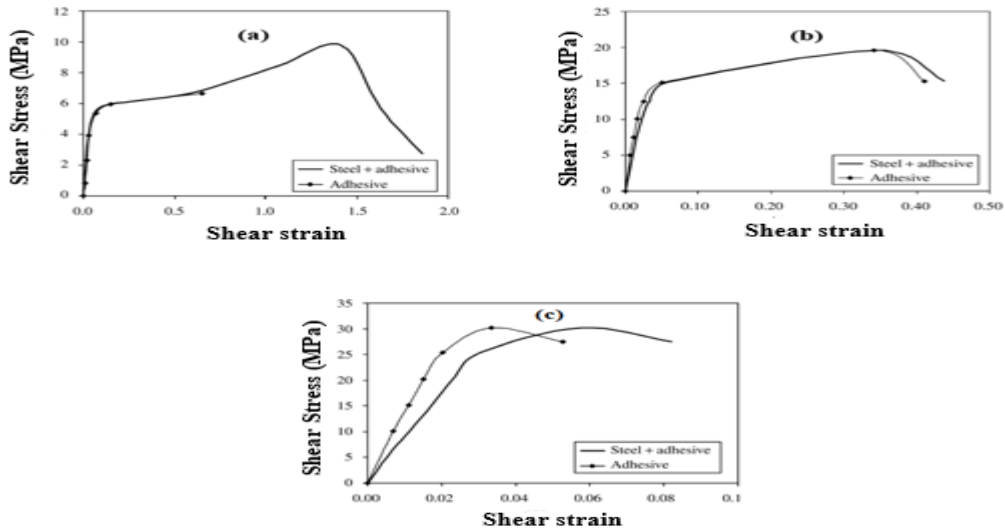 (a)
Shear Stress (MPa)
12
10
8
6
4
2
0
0.0 0.5 1.0 1.5 2.0
Shear strain
Steel + adhesive
Adhesive
(b)
Shear Stress (MPa)
25
20
15
10
5
0
0.00 0.10 0.20 0.30 0.40 0.50
Shear strain
Steel + adhesive
Adhesive
(c)
Shear Stress (MPa)
35
30
25
20
15
10
5
0
0.00 0.02 0.04 0.06 0.08 0.1
Shear strain
Steel + adhesive
Adhesive